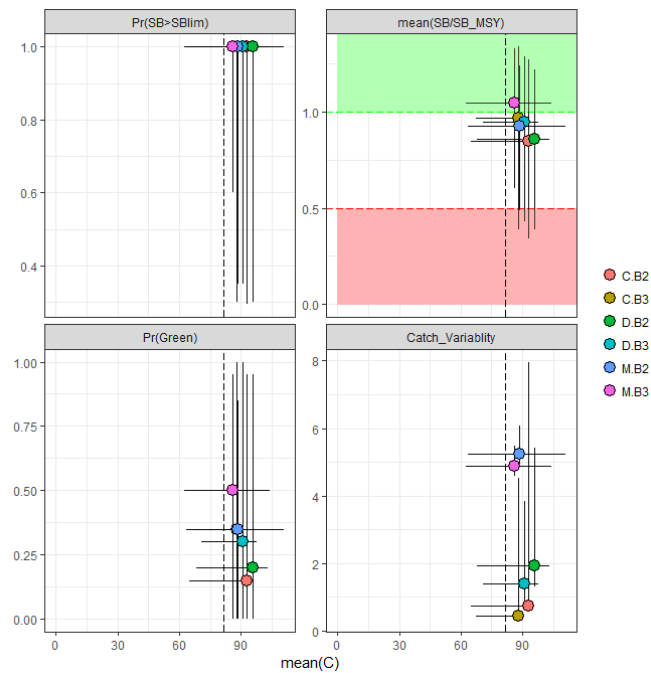 Pr(SB>SBlim)
mean(SB/SB_MSY)
1.0
0.8
0.6
0.4
1.0
0.5
0.0
Pr(Green)
Catch_Variablity
1.00
0.75
0.50
0.25
0.00
8
6
4
2
0
0 30 60 90
0 30 60 90
mean(C)
C.B2
C.B3
D.B2
D.B3
M.B2
M.B3